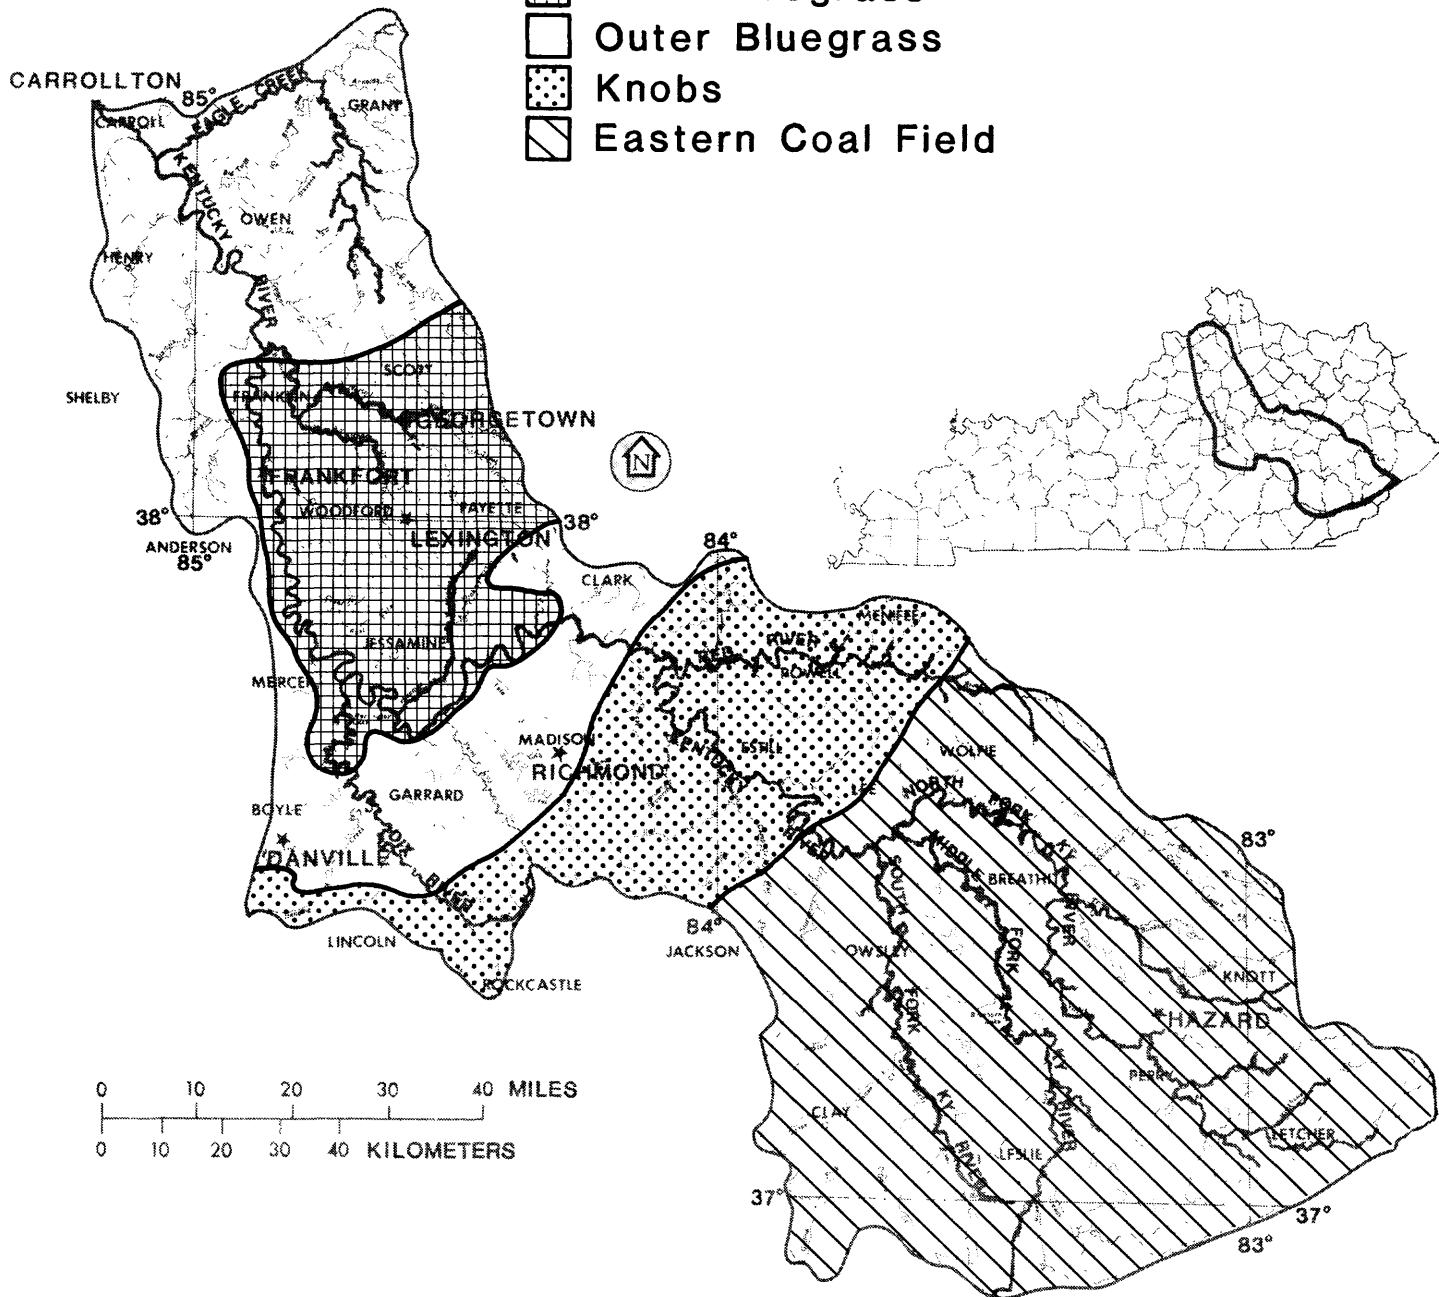 Outer Bluegrass
Knobs
Eastern Coal Field
CARROLLTON
85°
EAGLE CREEK
GRANT
CARROLL
KENTUCKY
OWEN
HENRY
RIVER
SCOTT
SHELBY
FRANKLIN
GEORGETOWN
N
FRANKFORT
WOODFORD
FAYETTE
38°
38°
LEXINGTON
ANDERSON
85°
84°
CLARK
MENIFEE
JESSAMINE
RED RIVER
POWELL
MERCER
MADISON
ESTILL
WOLFE
RICHMOND
KENTUCKY
RIVER
LEE
NORTH FORK KY RIVER
GARRARD
BOYLE
83°
DIX RIVER
DANVILLE
MIDDLE FORK KY RIVER
SOUTH FORK KY RIVER
BREATHITT
84°
LINCOLN
JACKSON
OWSLEY
KNOTT
ROCKCASTLE
HAZARD
PERRY
0 10 20 30 40 MILES
CLAY
LETCHER
0 10 20 30 40 KILOMETERS
LESLIE
37°
37°
83°